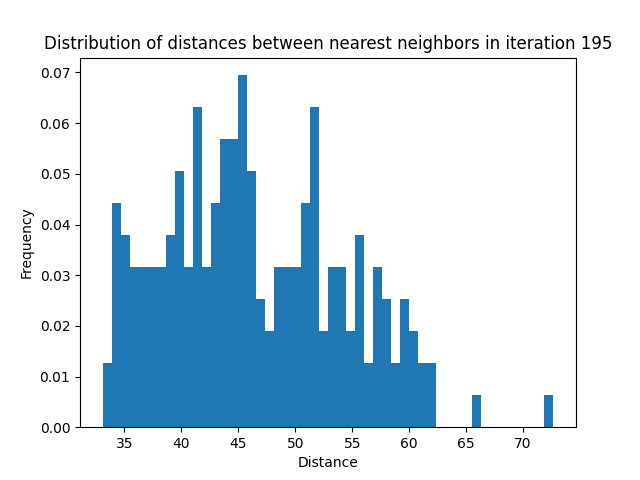 Distribution of distances between nearest neighbors in iteration 195
0.07
0.06
0.05
0.04
0.03
0.02
0.01
0.00
Frequency
35 40 45 50 55 60 65 70
Distance